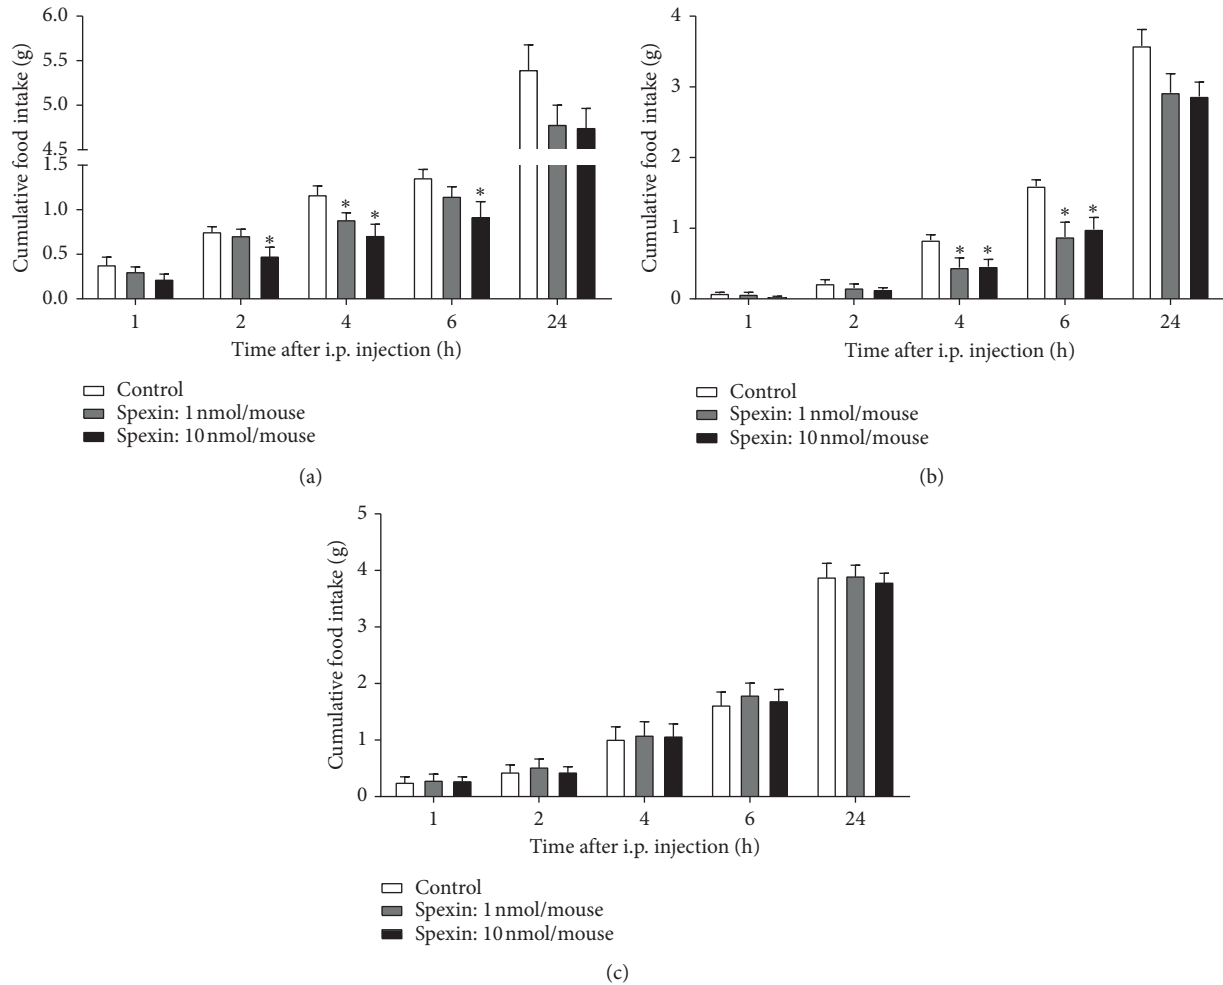 Cumulative food intake (g)
6.0
5.5
5.0
4.5
1.5
1.0
0.5
0.0
* * * * *
1 2 4 6 24
Time after i.p. injection (h)
Control
Spexin: 1 nmol/mouse
Spexin: 10 nmol/mouse
(a)
Cumulative food intake (g)
4
3
2
1
0
* * * *
1 2 4 6 24
Time after i.p. injection (h)
Control
Spexin: 1 nmol/mouse
Spexin: 10 nmol/mouse
(b)
Cumulative food intake (g)
5
4
3
2
1
0
1 2 4 6 24
Time after i.p. injection (h)
Control
Spexin: 1 nmol/mouse
Spexin: 10 nmol/mouse
(c)